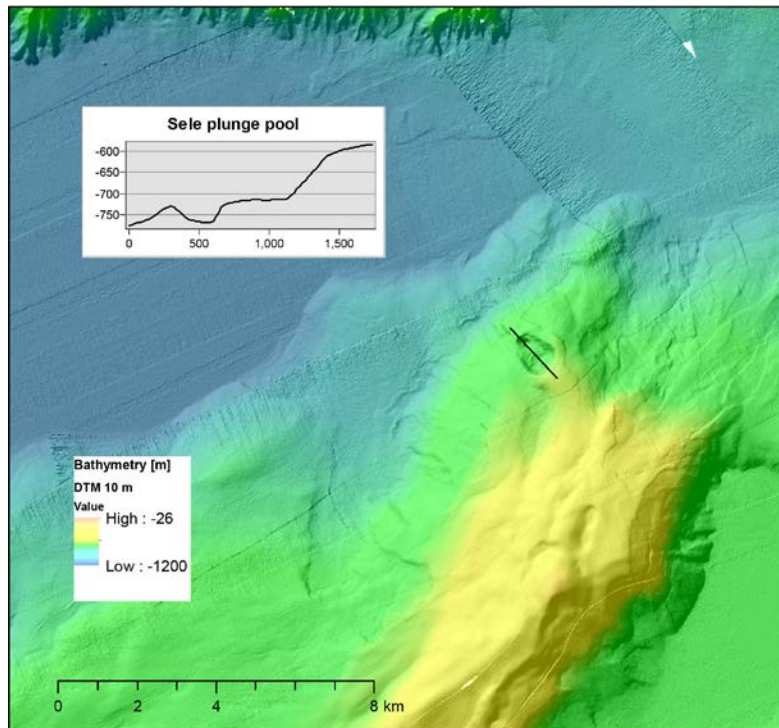 Sele plunge pool
-600
-650
-700
-750
0 500 1,000 1,500
Bathymetry [m]
DTM 10 m
Value
High : -26
Low : -1200
0 2 4 8 km